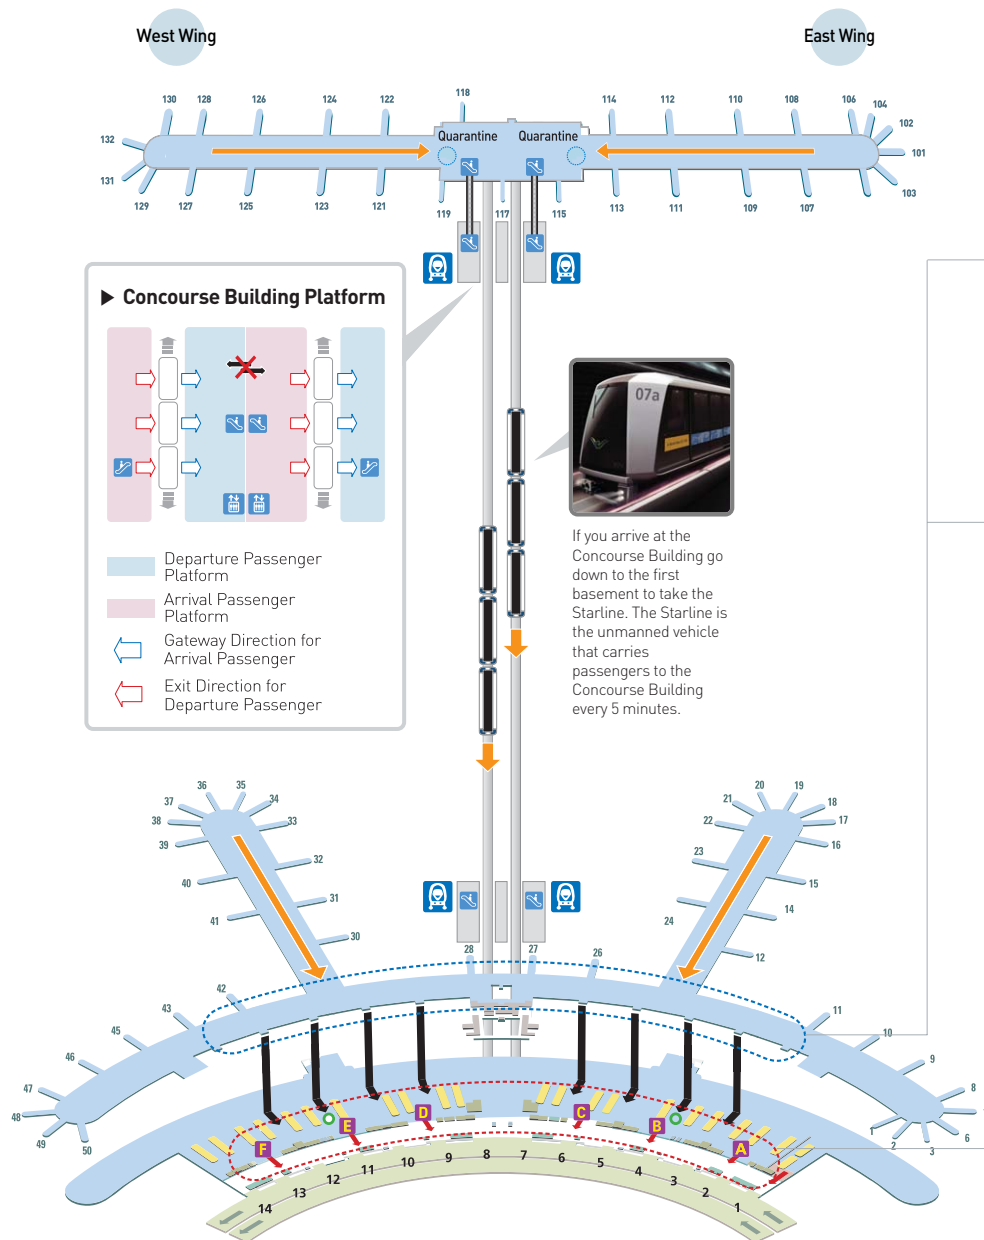 West Wing
East Wing
130
128
126
124
122
118
114
112
110
108
106
104
102
132
Quarantine
Quarantine
101
131
103
129
127
125
123
121
119
117
115
113
111
109
107
▶ Concourse Building Platform
Departure Passenger
Platform
Arrival Passenger
Platform
Gateway Direction for
Arrival Passenger
Exit Direction for
Departure Passenger
07a
If you arrive at the
Concourse Building go
down to the first
basement to take the
Starline. The Starline is
the unmanned vehicle
that carries
passengers to the
Concourse Building
every 5 minutes.
36
35
34
37
33
38
39
32
40
31
41
30
20
19
21
18
22
17
16
23
15
24
14
12
28
27
26
42
43
45
46
47
48
49
50
11
10
9
8
6
3
2
1
F
E
D
C
B
A
14
13
12
11
10
9
8
7
6
5
4
3
2
1